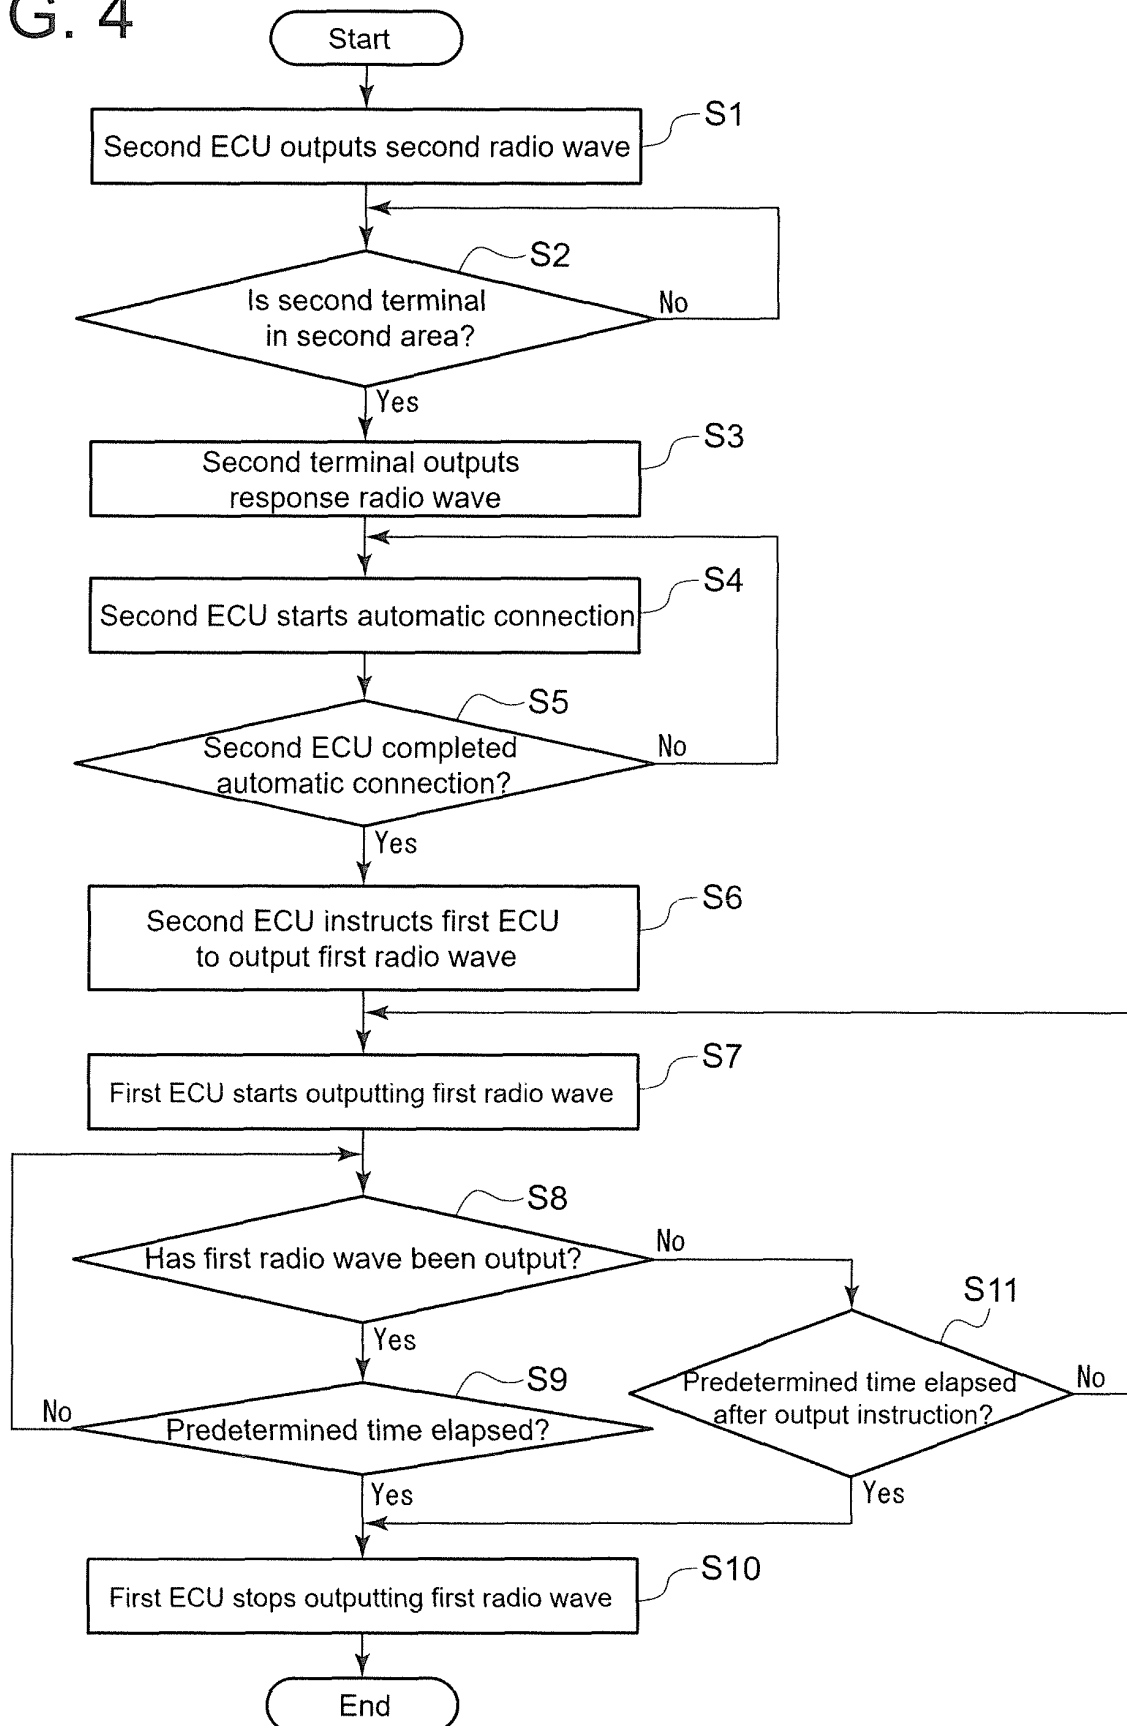 G. 4
Start
S1
Second ECU outputs second radio wave
S2
Is second terminal
in second area?
No
Yes
S3
Second terminal outputs
response radio wave
S4
Second ECU starts automatic connection
S5
Second ECU completed
automatic connection?
No
Yes
S6
Second ECU instructs first ECU
to output first radio wave
S7
First ECU starts outputting first radio wave
S8
Has first radio wave been output?
No
Yes
S11
Predetermined time elapsed
after output instruction?
No
Yes
S9
Predetermined time elapsed?
No
Yes
S10
First ECU stops outputting first radio wave
End